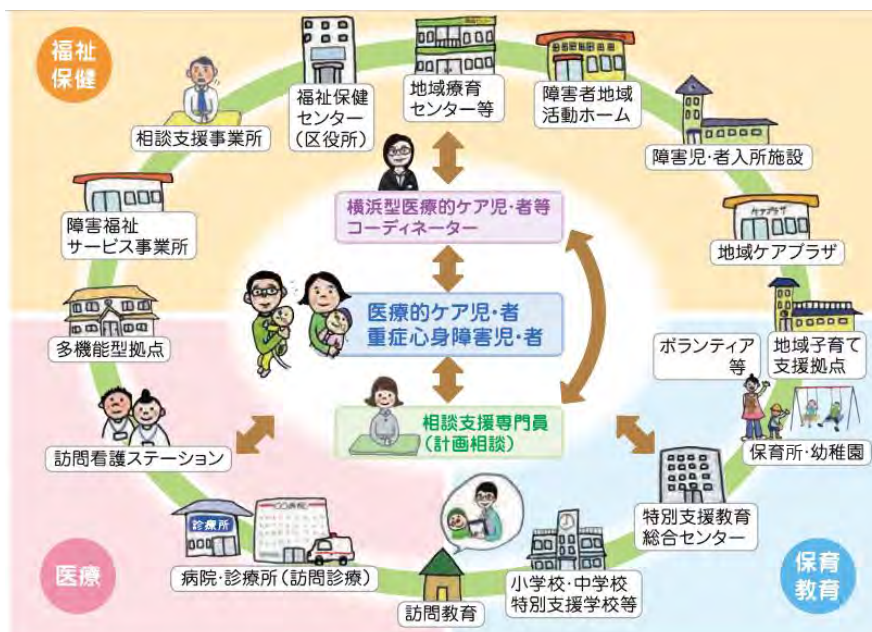 福祉
保健
相談支援事業所
福祉保健
センター
（区役所）
地域療育
センター等
障害者地域
活動ホーム
障害児・者入所施設
障害福祉
サービス事業所
横浜型医療的ケア児・者等
コーディネーター
ケアプラザ
地域ケアプラザ
多機能型拠点
医療的ケア児・者
重症心身障害児・者
ボランティア
等
地域子育て
支援拠点
訪問看護ステーション
相談支援専門員
（計画相談）
保育所・幼稚園
特別支援教育
総合センター
診療所
〇〇病院
病院・診療所（訪問診療）
訪問教育
小学校・中学校
特別支援学校等
医療
保育
教育